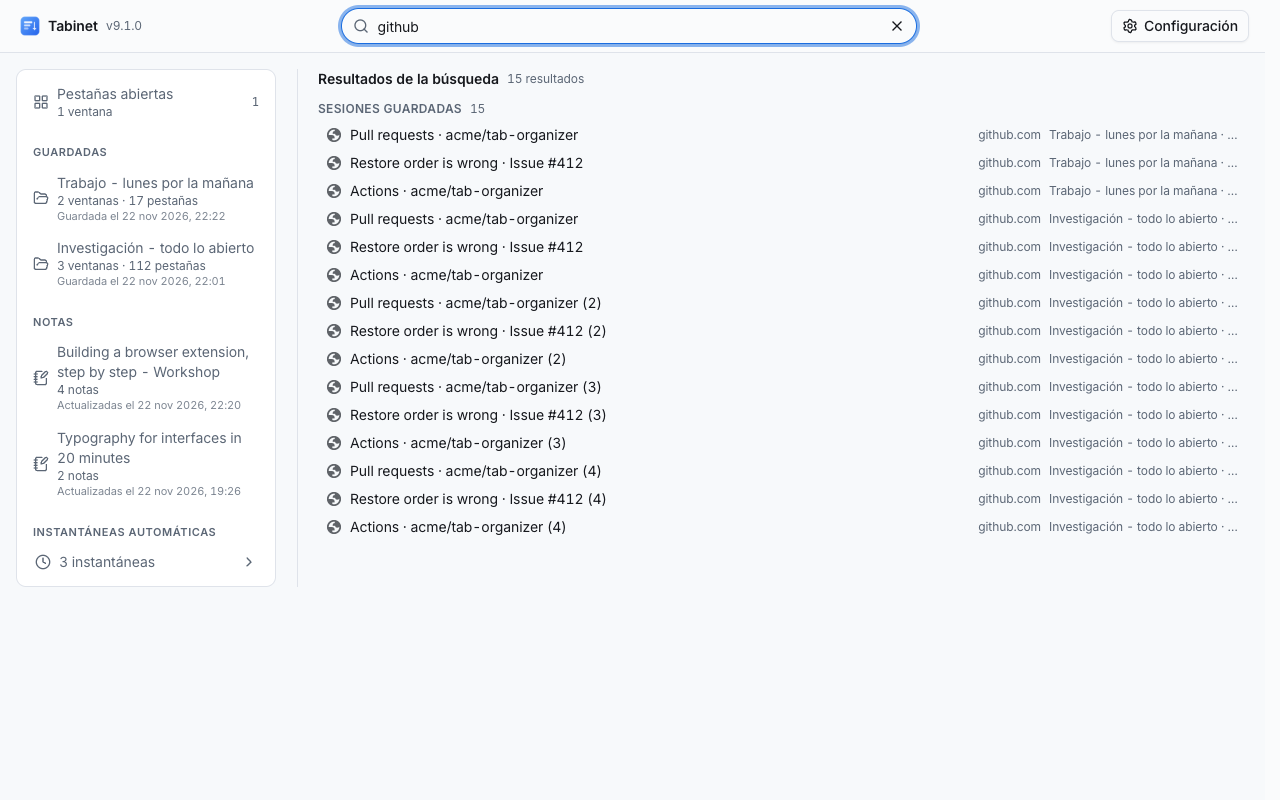 Tabinet v9.1.0
github
Configuración
Pestañas abiertas
1 ventana
1
GUARDADAS
Trabajo - lunes por la mañana
2 ventanas · 17 pestañas
Guardada el 22 nov 2026, 22:22
Investigación - todo lo abierto
3 ventanas · 112 pestañas
Guardada el 22 nov 2026, 22:01
NOTAS
Building a browser extension,
step by step - Workshop
4 notas
Actualizadas el 22 nov 2026, 22:20
Typography for interfaces in
20 minutes
2 notas
Actualizadas el 22 nov 2026, 19:26
INSTANTÁNEAS AUTOMÁTICAS
3 instantáneas
Resultados de la búsqueda 15 resultados
SESIONES GUARDADAS 15
Pull requests · acme/tab-organizer github.com Trabajo - lunes por la mañana · ...
Restore order is wrong · Issue #412 github.com Trabajo - lunes por la mañana · ...
Actions · acme/tab-organizer github.com Trabajo - lunes por la mañana · ...
Pull requests · acme/tab-organizer github.com Investigación - todo lo abierto · ...
Restore order is wrong · Issue #412 github.com Investigación - todo lo abierto · ...
Actions · acme/tab-organizer github.com Investigación - todo lo abierto · ...
Pull requests · acme/tab-organizer (2) github.com Investigación - todo lo abierto · ...
Restore order is wrong · Issue #412 (2) github.com Investigación - todo lo abierto · ...
Actions · acme/tab-organizer (2) github.com Investigación - todo lo abierto · ...
Pull requests · acme/tab-organizer (3) github.com Investigación - todo lo abierto · ...
Restore order is wrong · Issue #412 (3) github.com Investigación - todo lo abierto · ...
Actions · acme/tab-organizer (3) github.com Investigación - todo lo abierto · ...
Pull requests · acme/tab-organizer (4) github.com Investigación - todo lo abierto · ...
Restore order is wrong · Issue #412 (4) github.com Investigación - todo lo abierto · ...
Actions · acme/tab-organizer (4) github.com Investigación - todo lo abierto · ...